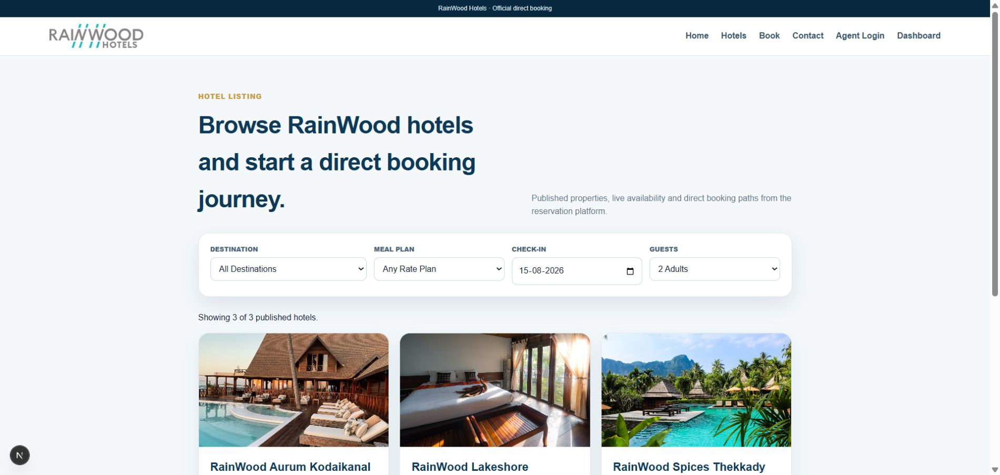 RainWood Hotels · Official direct booking
RAINWOOD
HOTELS
Home Hotels Book Contact Agent Login Dashboard
HOTEL LISTING
Browse RainWood hotels
and start a direct booking
journey.
Published properties, live availability and direct booking paths from the
reservation platform.
DESTINATION MEAL PLAN CHECK-IN GUESTS
All Destinations Any Rate Plan 15-08-2026 2 Adults
Showing 3 of 3 published hotels.
RainWood Aurum Kodaikanal RainWood Lakeshore RainWood Spices Thekkady
N